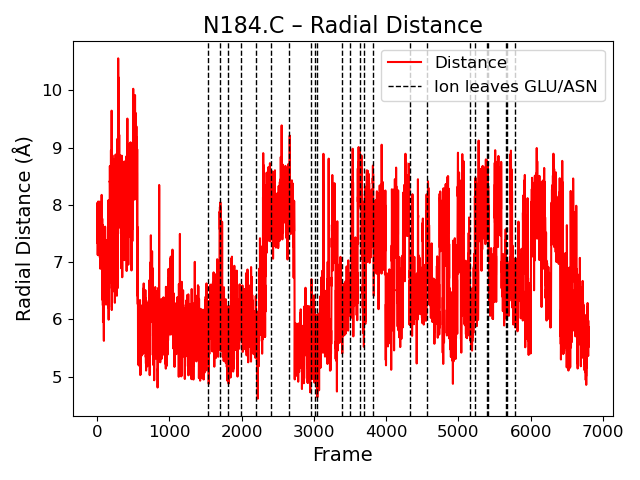 N184.C – Radial Distance
Distance
Ion leaves GLU/ASN
Radial Distance (Å)
10
9
8
7
6
5
0 1000 2000 3000 4000 5000 6000 7000
Frame